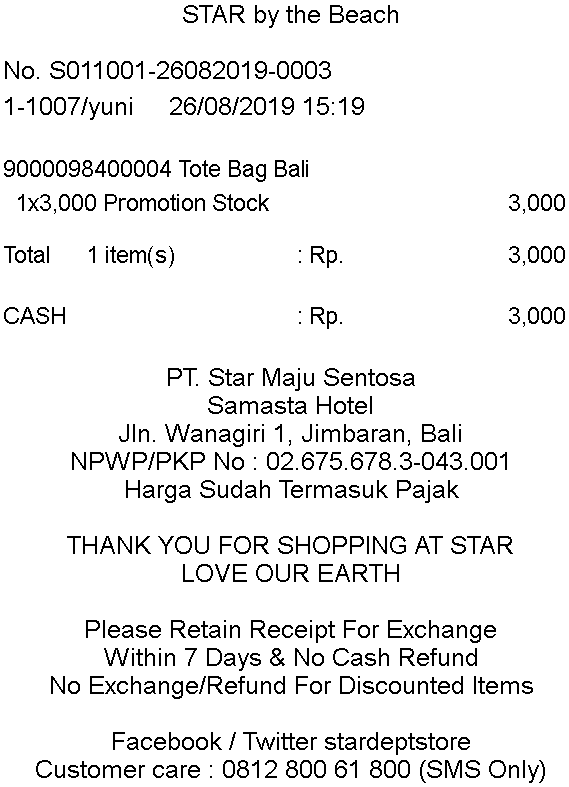 STAR by the Beach
No. S011001-26082019-0003
1-1007/yuni 26/08/2019 15:19
9000098400004 Tote Bag Bali
1x3,000 Promotion Stock 3,000
Total 1 item(s) : Rp. 3,000
CASH : Rp. 3,000
PT. Star Maju Sentosa
Samasta Hotel
Jln. Wanagiri 1, Jimbaran, Bali
NPWP/PKP No : 02.675.678.3-043.001
Harga Sudah Termasuk Pajak
THANK YOU FOR SHOPPING AT STAR
LOVE OUR EARTH
Please Retain Receipt For Exchange
Within 7 Days & No Cash Refund
No Exchange/Refund For Discounted Items
Facebook / Twitter stardeptstore
Customer care : 0812 800 61 800 (SMS Only)